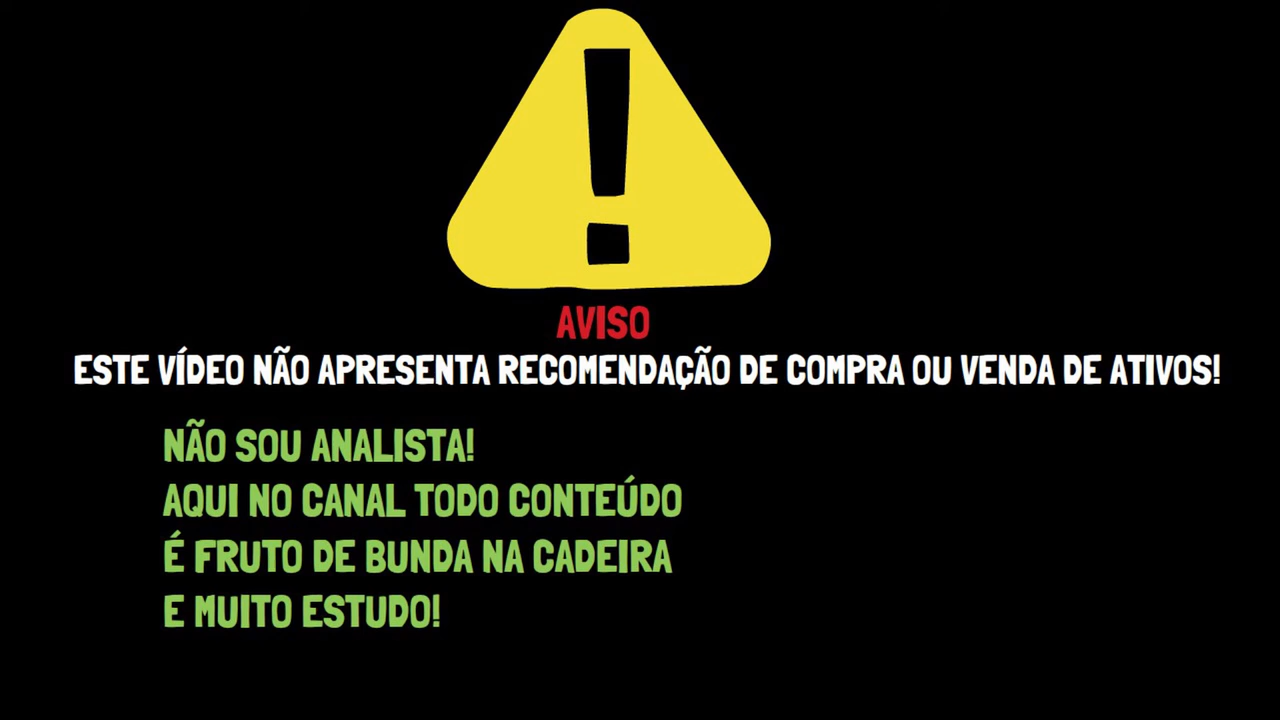 AVISO
ESTE VÍDEO NÃO APRESENTA RECOMENDAÇÃO DE COMPRA OU VENDA DE ATIVOS!
NÃO SOU ANALISTA!
AQUI NO CANAL TODO CONTEÚDO
É FRUTO DE BUNDA NA CADEIRA
E MUITO ESTUDO!